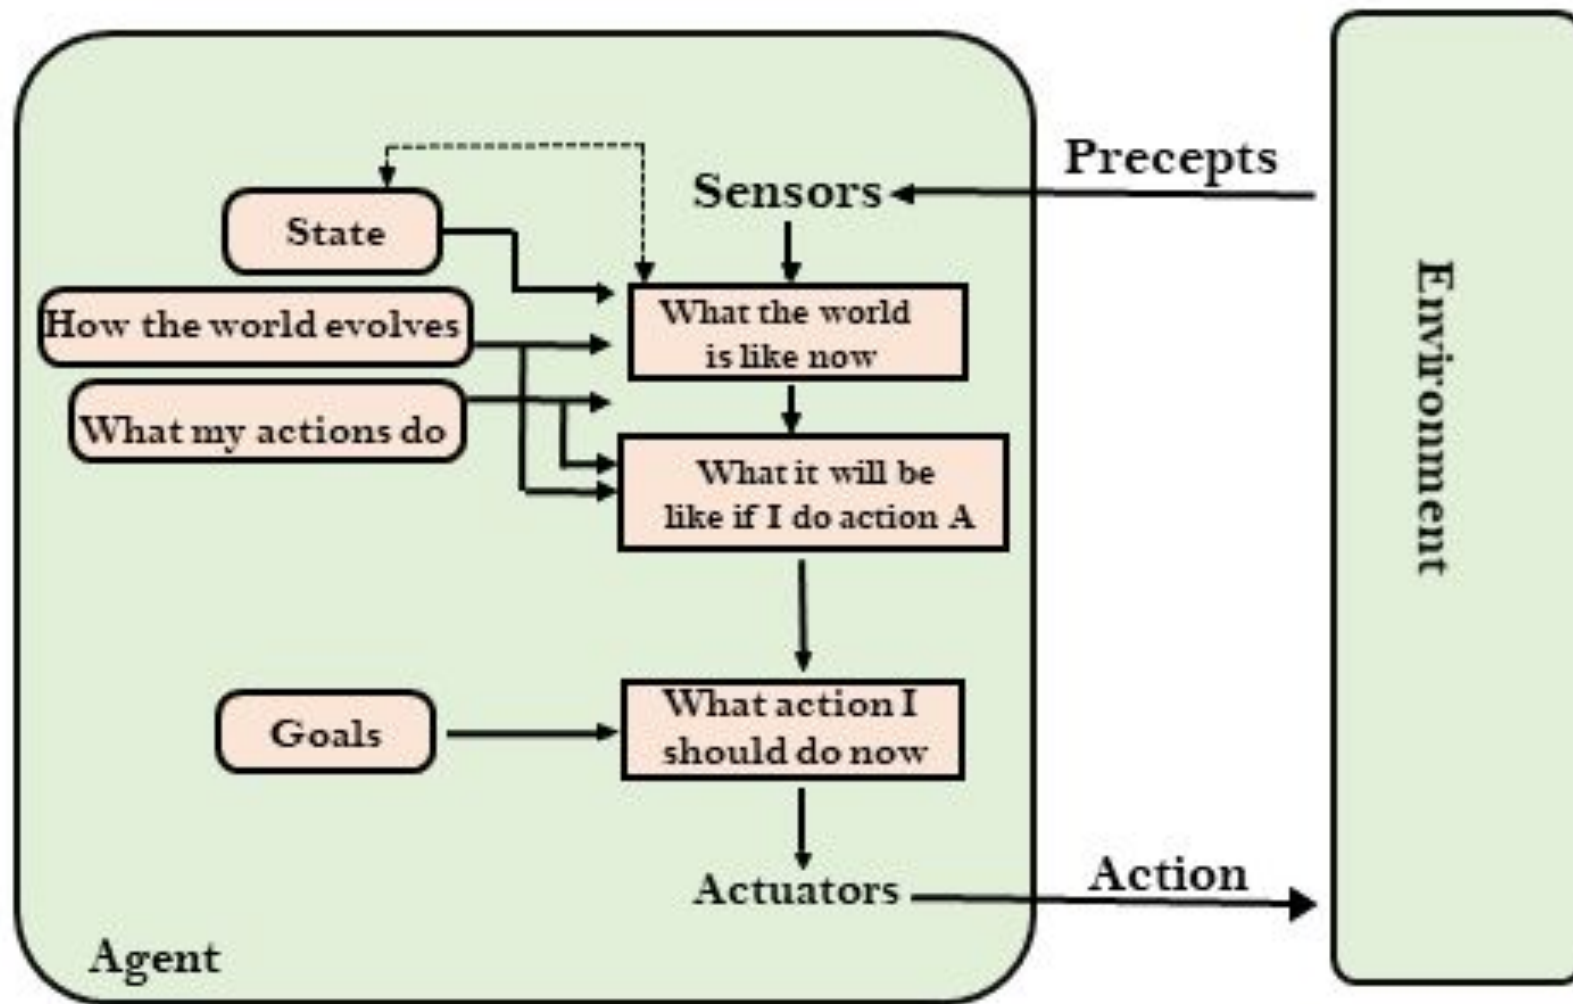 Precepts
Sensors
State
How the world evolves
What my actions do
What the world
is like now
What it will be
like if I do action A
Goals
What action I
should do now
Actuators
Action
Agent
Environment